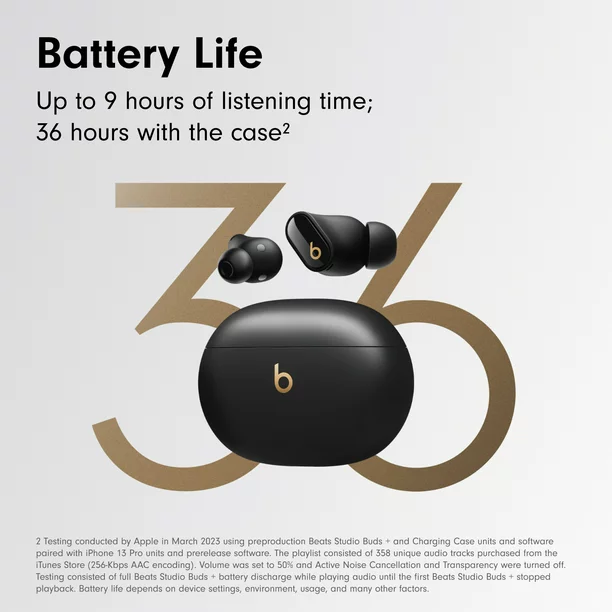 Battery Life
Up to 9 hours of listening time;
36 hours with the case²
36
b
b
2 Testing conducted by Apple in March 2023 using preproduction Beats Studio Buds + and Charging Case units and software
paired with iPhone 13 Pro units and prerelease software. The playlist consisted of 358 unique audio tracks purchased from the
iTunes Store (256-Kbps AAC encoding). Volume was set to 50% and Active Noise Cancellation and Transparency were turned off.
Testing consisted of full Beats Studio Buds + battery discharge while playing audio until the first Beats Studio Buds + stopped
playback. Battery life depends on device settings, environment, usage, and many other factors.